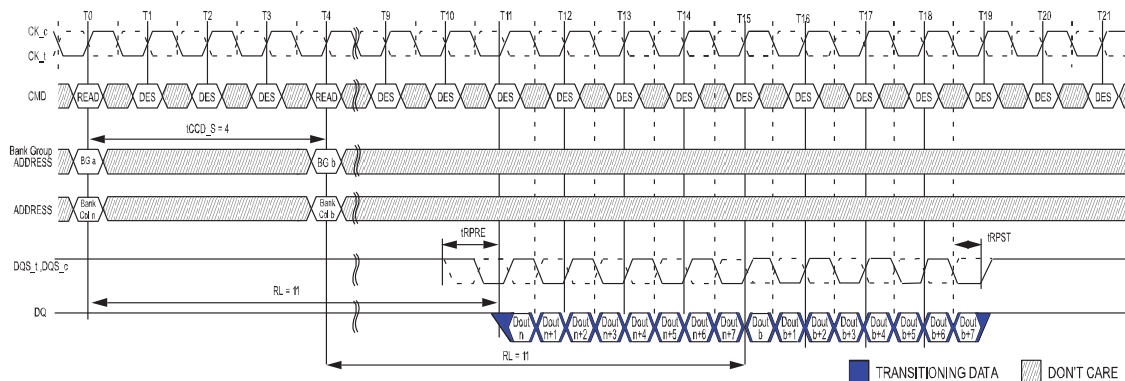 T0 T1 T2 T3 T4 T9 T10 T11 T12 T13 T14 T15 T16 T17 T18 T19 T20 T21
CK_c
CK_t
CMD READ DES DES DES READ DES DES DES DES DES DES DES DES DES DES DES DES DES
tCCD_S = 4
Bank Group
ADDRESS BG a BG b
ADDRESS Bank Col n Bank Col b
tRPRE tRPST
DQS_t ,DQS_c
RL = 11
DQ Dout n Dout n+1 Dout n+2 Dout n+3 Dout n+4 Dout n+5 Dout n+6 Dout n+7 Dout b Dout b+1 Dout b+2 Dout b+3 Dout b+4 Dout b+5 Dout b+6 Dout b+7
RL = 11
TRANSITIONING DATA DON'T CARE